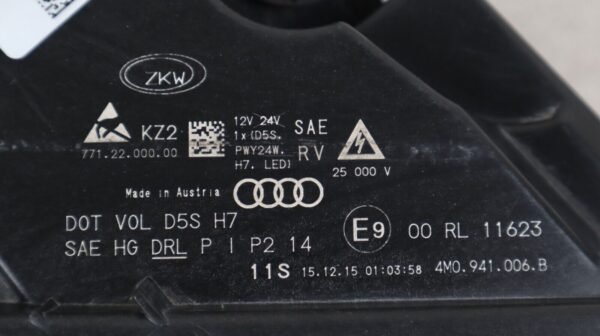 ZKW
KZ2
771.22.000.00
12V 24V
1x (D5S,
PWY24W,
H7, LED)
SAE
RV
25 000 V
Made in Austria
DOT VOL D5S H7
SAE HG DRL P I P2 14
E9 00 RL 11623
11S 15.12.15 01:03:58 4M0.941.006.B